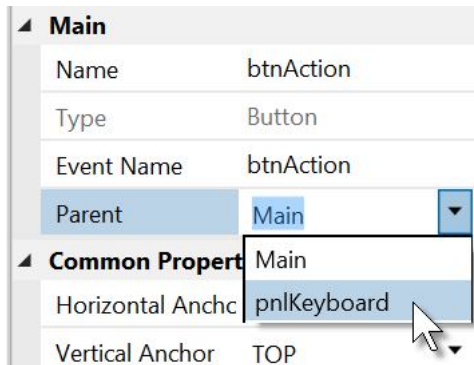 Main
Name btnAction
Type Button
Event Name btnAction
Parent Main
Common Propert Main
Horizontal Anchc pnlKeyboard
Vertical Anchor TOP